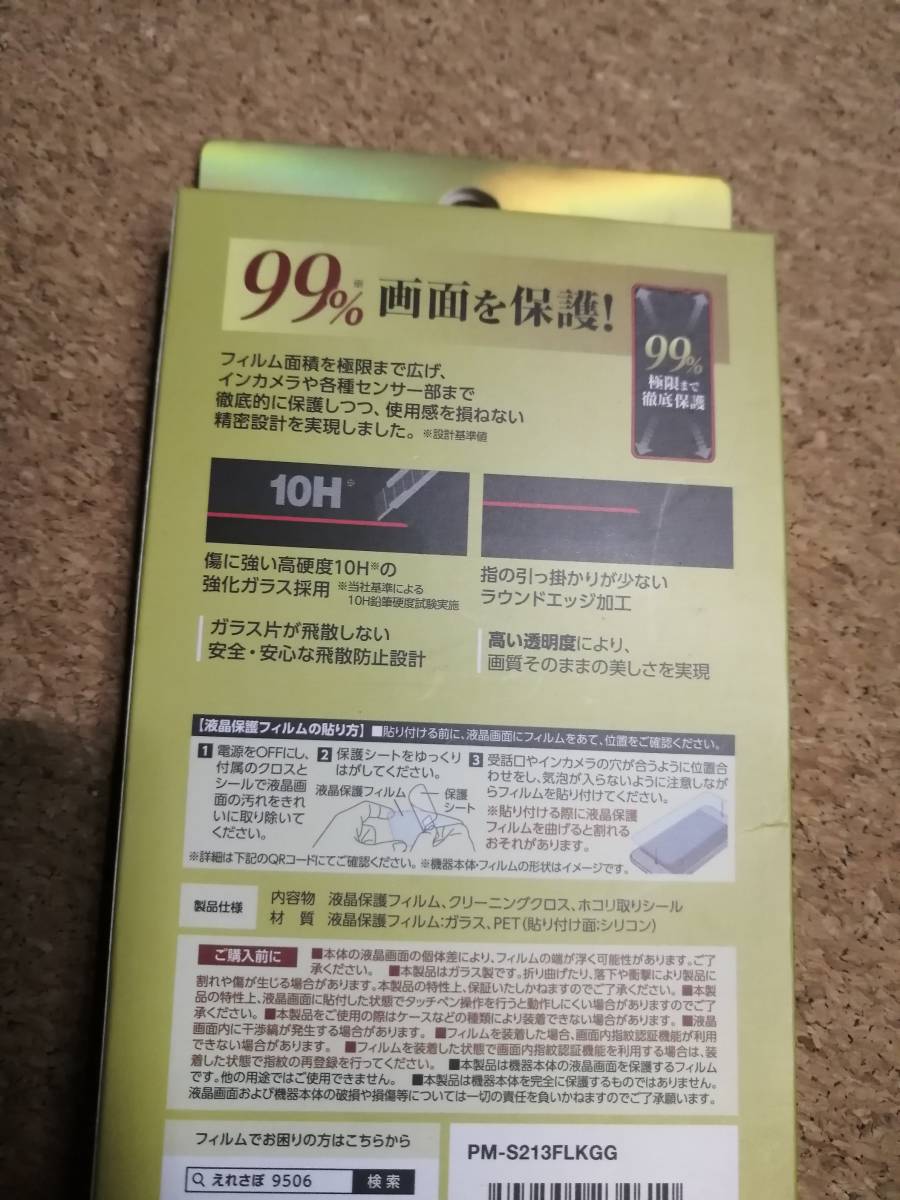 99%※画面を保護!
99%
極限まで
徹底保護
フィルム面積を極限まで広げ、
インカメラや各種センサー部まで
徹底的に保護しつつ、使用感を損ねない
精密設計を実現しました。※設計基準値
10H※
傷に強い高硬度10H※の
強化ガラス採用 ※当社基準による
10H鉛筆硬度試験実施
指の引っ掛かりが少ない
ラウンドエッジ加工
ガラス片が飛散しない
安全・安心な飛散防止設計
高い透明度により、
画質そのままの美しさを実現
【液晶保護フィルムの貼り方】■貼り付ける前に、液晶画面にフィルムをあて、位置をご確認ください。
1 電源をOFFにし、
付属のクロスと
シールで液晶画
面の汚れをきれ
いに取り除いて
ください。
2 保護シートをゆっくり
はがしてください。
液晶保護フィルム
保護
シート
3 受話口やインカメラの穴が合うように位置合
わせをし、気泡が入らないように注意しなが
らフィルムを貼り付けてください。
※貼り付ける際に液晶保護
フィルムを曲げると割れる
おそれがあります。
※詳細は下記のQRコードにてご確認ください。※機器本体・フィルムの形状はイメージです。
製品仕様
内容物 液晶保護フィルム、クリーニングクロス、ホコリ取りシール
材 質 液晶保護フィルム:ガラス、PET(貼り付け面:シリコン)
ご購入前に ■本体の液晶画面の個体差により、フィルムの端が浮く可能性があります。ご了
承ください。 ■本製品はガラス製です。折り曲げたり、落下や衝撃により製品に
割れや傷が生じる場合があります。本製品の特性上、保証いたしかねますのでご了承ください。 ■本製
品の特性上、液晶画面に貼付した状態でタッチペン操作を行うと動作しにくい場合がありますのでご了
承ください。 ■本製品をご使用の際はケースなどの種類により装着できない場合があります。 ■液晶
画面内に干渉縞が発生する場合があります。 ■フィルムを装着した場合、画面内指紋認証機能が利用
できない場合があります。 ■フィルムを装着した状態で画面内指紋認証機能を利用する場合は、装
着した状態で指紋の再登録を行ってください。 ■本製品は機器本体の液晶画面を保護するフィルム
です。他の用途ではご使用できません。 ■本製品は機器本体を完全に保護するものではありません。
液晶画面および機器本体の破損や損傷等については一切の責任を負いかねますのでご了承願います。
フィルムでお困りの方はこちらから
えれさぽ 9506 検索
PM-S213FLKGG